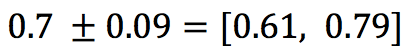 0.7 ±0.09 = [0.61, 0.79]